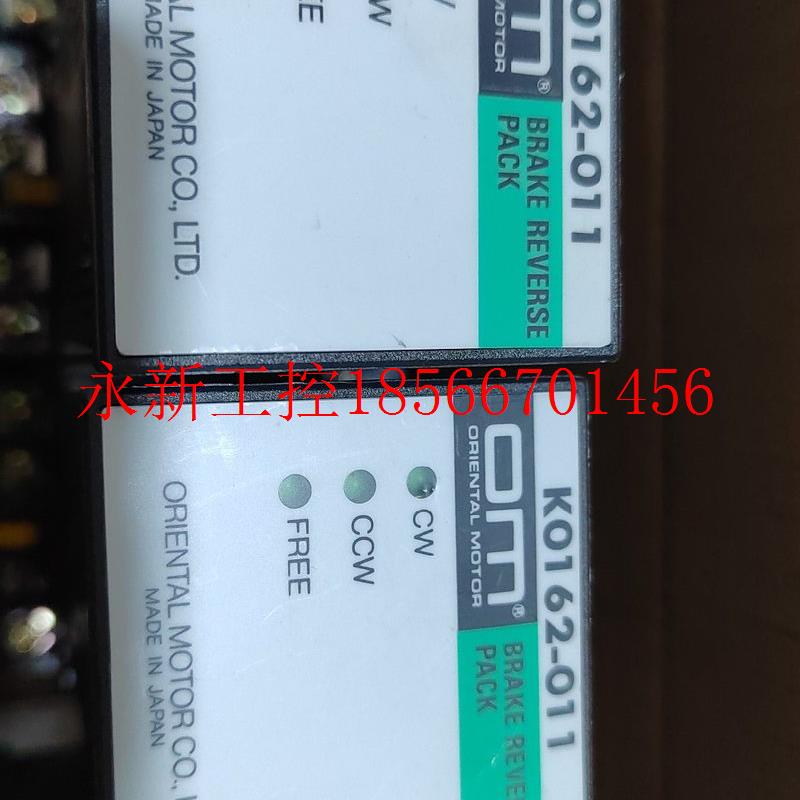 K0162-011
OM®
ORIENTAL MOTOR
BRAKE REVERSE
PACK
CW
CCW
FREE
ORIENTAL MOTOR CO.,
MADE IN JAPAN
0162-011
®
MOTOR
BRAKE REVERSE
PACK
W
EE
AL MOTOR CO., LTD.
MADE IN JAPAN
永新工控18566701456